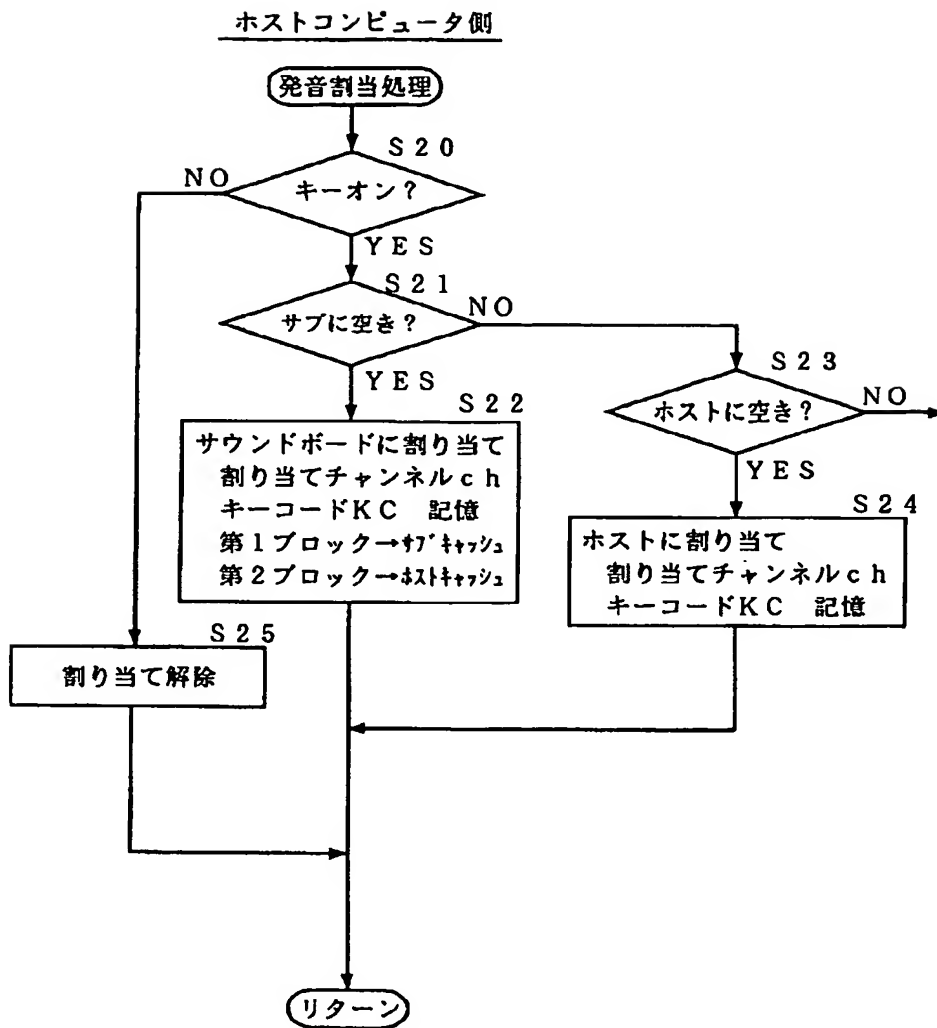 ホストコンピュータ側
発音割当処理
S20
キーオン?
NO
YES
S21
サブに空き?
NO
YES
S23
ホストに空き?
NO
YES
S22
サウンドボードに割り当て
割り当てチャンネルch
キーコードKC 記憶
第1ブロック→サブキャッシュ
第2ブロック→ホストキャッシュ
S24
ホストに割り当て
割り当てチャンネルch
キーコードKC 記憶
S25
割り当て解除
リターン